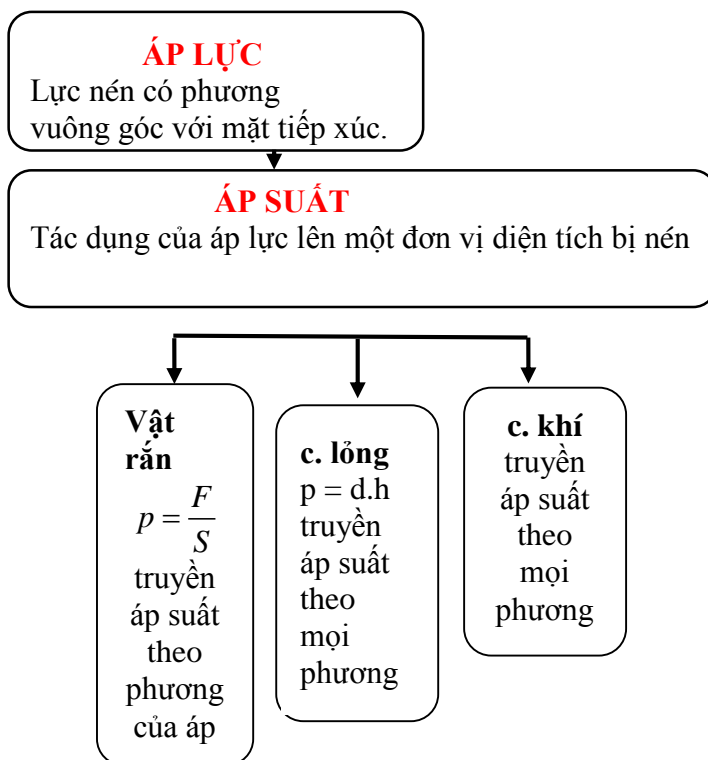 ÁP LỰC
Lực nén có phương
vuông góc với mặt tiếp xúc.
ÁP SUẤT
Tác dụng của áp lực lên một đơn vị diện tích bị nén
Vật
rắn
p = F/S
truyền
áp suất
theo
phương
của áp
c. lỏng
p = d.h
truyền
áp suất
theo
mọi
phương
c. khí
truyền
áp suất
theo
mọi
phương